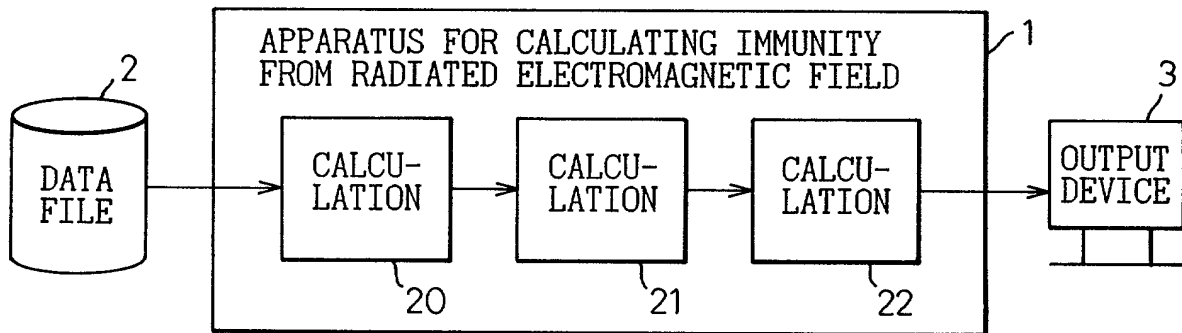 APPARATUS FOR CALCULATING IMMUNITY
FROM RADIATED ELECTROMAGNETIC FIELD
1
2
3
DATA
FILE
CALCU-
LATION
CALCU-
LATION
CALCU-
LATION
OUTPUT
DEVICE
20
21
22